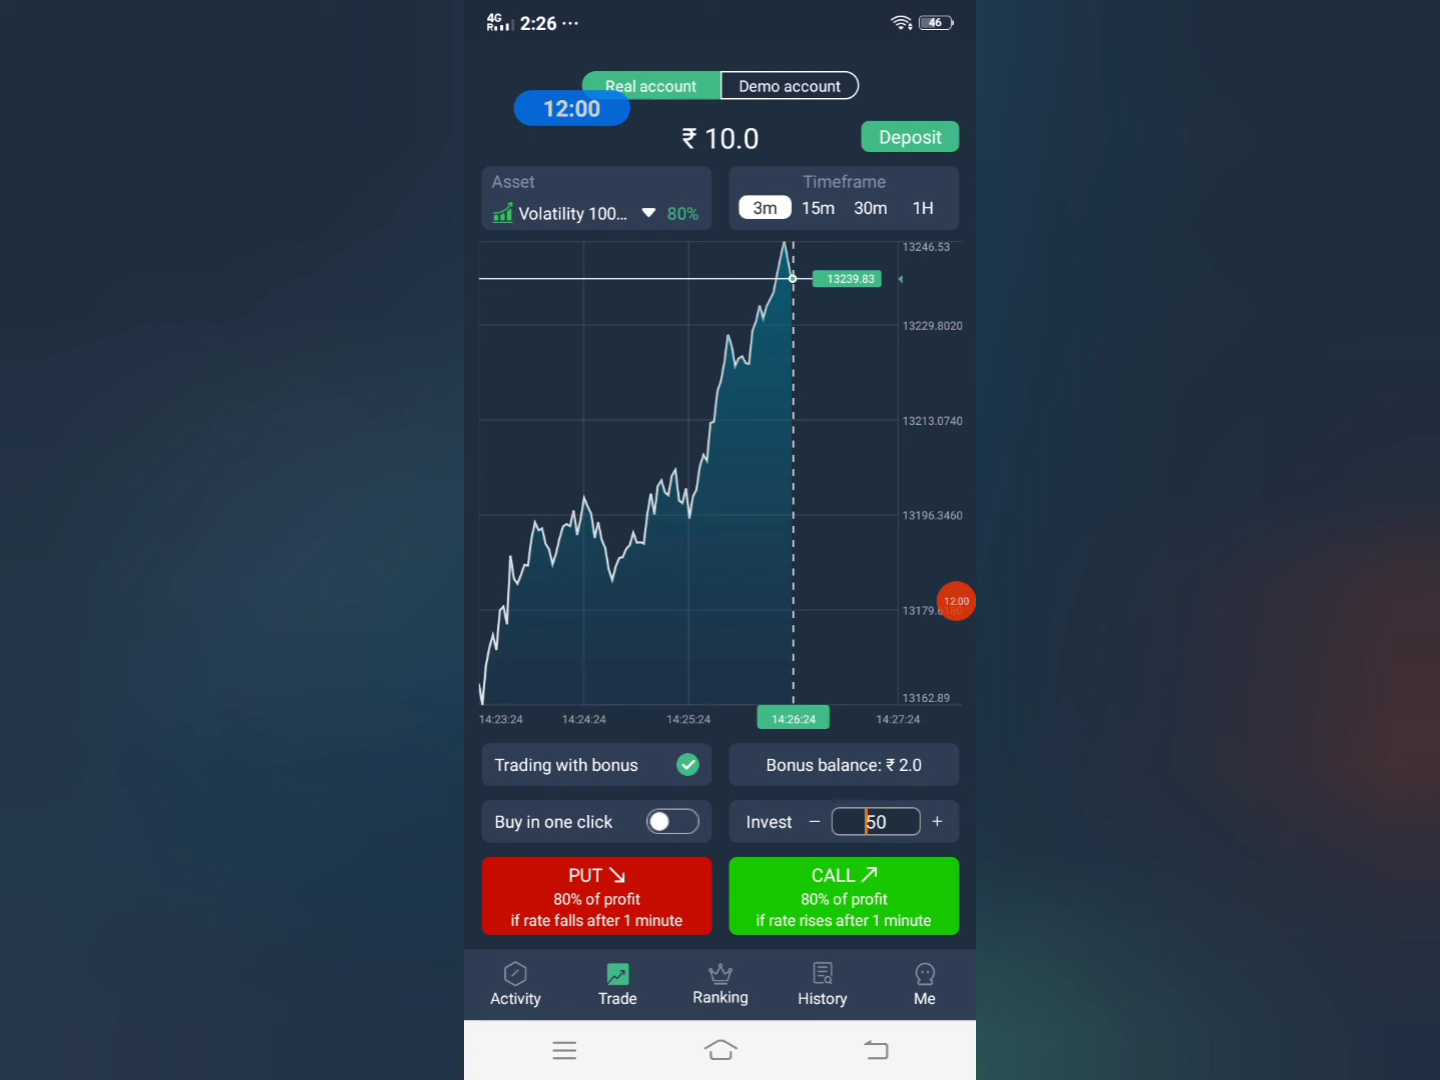 4G
R
2:26 ...
46
Real account
Demo account
12:00
₹ 10.0
Deposit
Asset
Timeframe
Volatility 100...
80%
3m
15m
30m
1H
13246.53
13239.83
13229.8020
13213.0740
13196.3460
12:00
13162.89
14:23:24
14:24:24
14:25:24
14:26:24
14:27:24
Trading with bonus
Bonus balance: ₹ 2.0
Buy in one click
Invest
−
50
+
PUT
80% of profit
if rate falls after 1 minute
CALL
80% of profit
if rate rises after 1 minute
Activity
Trade
Ranking
History
Me